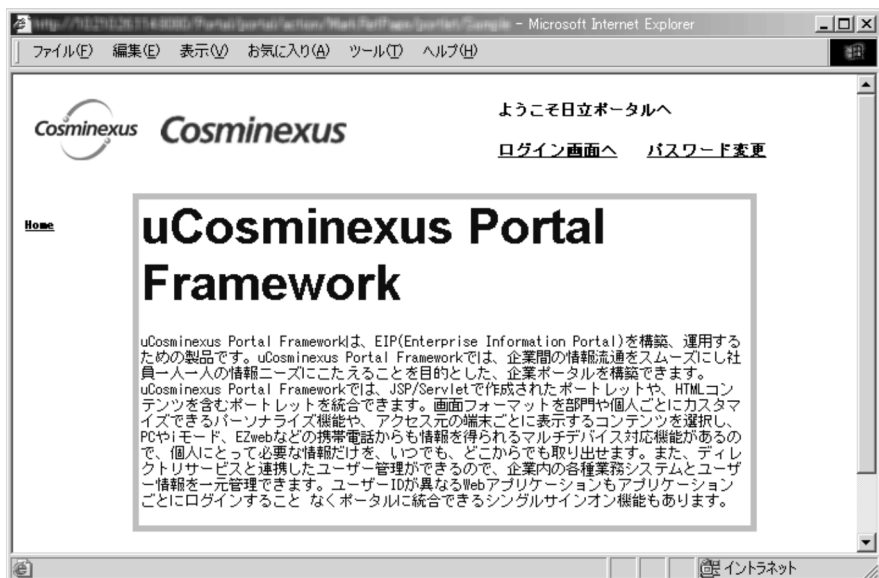 - Microsoft Internet Explorer
ファイル(F) 編集(E) 表示(V) お気に入り(A) ツール(T) ヘルプ(H)
Cosminexus Cosminexus
ようこそ日立ポータルへ
ログイン画面へ パスワード変更
Home
uCosminexus Portal
Framework
uCosminexus Portal Frameworkは、EIP(Enterprise Information Portal)を構築、運用する
ための製品です。uCosminexus Portal Frameworkでは、企業間の情報流通をスムーズにし社
員一人一人の情報ニーズにこたえることを目的とした、企業ポータルを構築できます。
uCosminexus Portal Frameworkでは、JSP/Servletで作成されたポートレットや、HTMLコン
テンツを含むポートレットを統合できます。画面フォーマットを部門や個人ごとにカスタマ
イズできるパーソナライズ機能や、アクセス元の端末ごとに表示するコンテンツを選択し、
PCやiモード、EZwebなどの携帯電話からも情報を得られるマルチデバイス対応機能があるの
で、個人にとって必要な情報だけを、いつでも、どこからでも取り出せます。また、ディレ
クトリサービスと連携したユーザー管理ができるので、企業内の各種業務システムとユーザ
ー情報を一元管理できます。ユーザーIDが異なるWebアプリケーションもアプリケーション
ごとにログインすること なくポータルに統合できるシングルサインオン機能もあります。
イントラネット